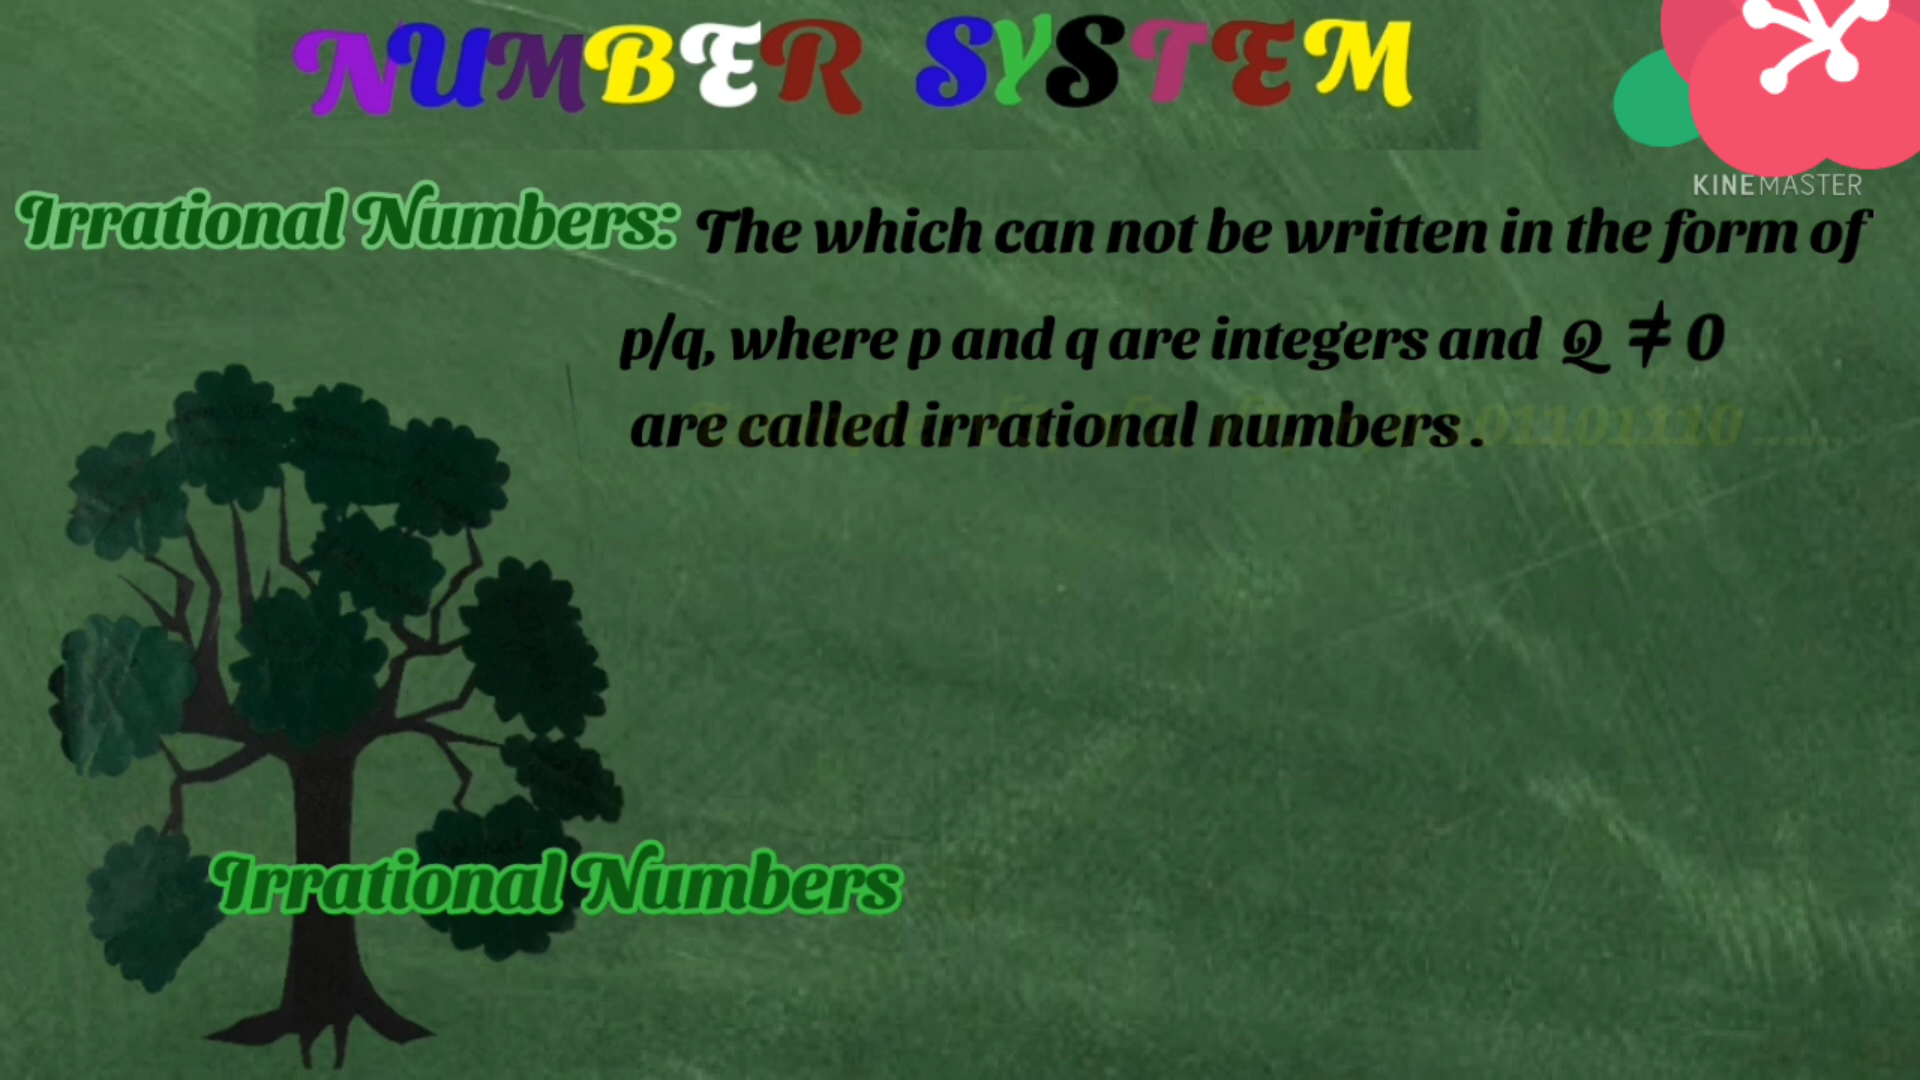 NUMBER SYSTEM
KINEMASTER
Irrational Numbers: The which can not be written in the form of
p/q, where p and q are integers and Q ≠ 0
are called irrational numbers .
01101110 ......
Irrational Numbers